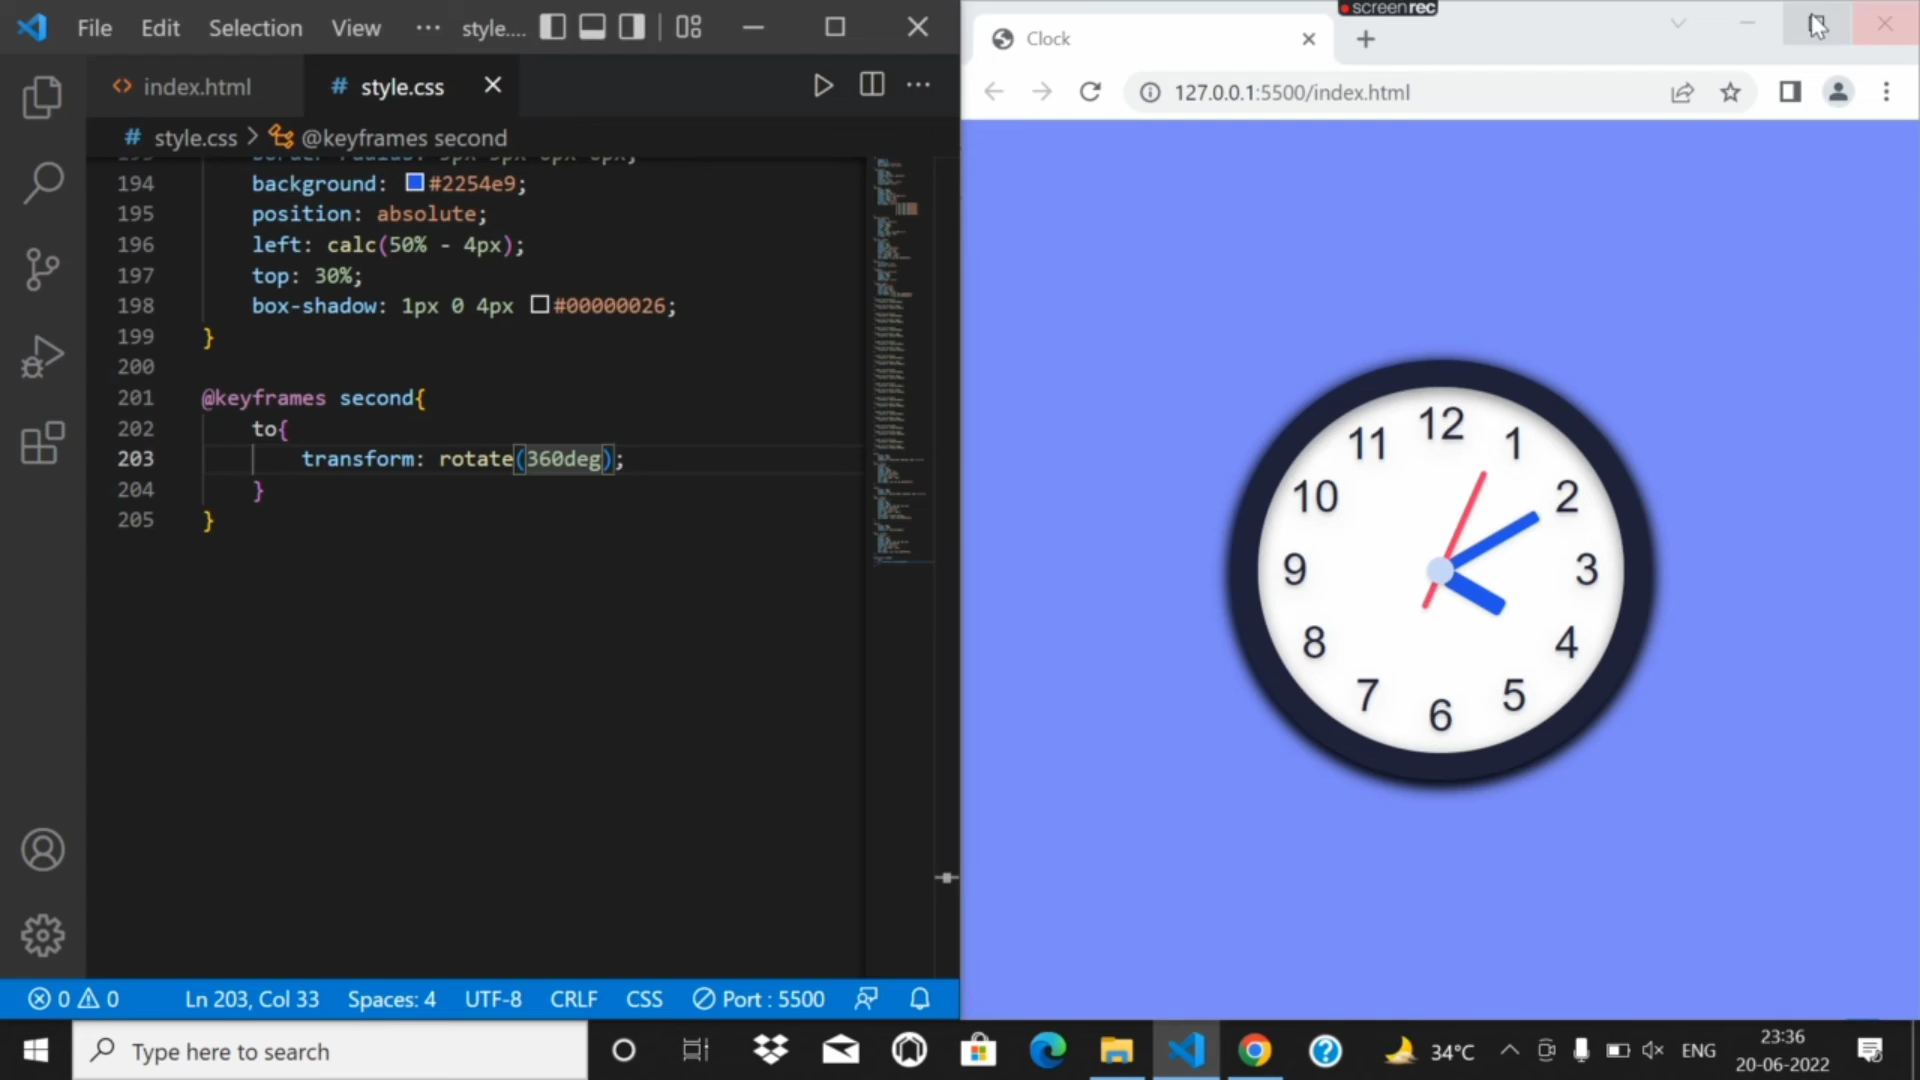 File Edit Selection View ··· style....
index.html # style.css
# style.css > @keyframes second
194 background: #2254e9;
195 position: absolute;
196 left: calc(50% - 4px);
197 top: 30%;
198 box-shadow: 1px 0 4px #00000026;
199 }
200
201 @keyframes second{
202 to{
203 transform: rotate(360deg);
204 }
205 }
0 0 Ln 203, Col 33 Spaces: 4 UTF-8 CRLF CSS Port : 5500
screenrec
Clock
127.0.0.1:5500/index.html
12
11 1
10 2
9 3
8 4
7 5
6
Type here to search
34°C ENG
23:36
20-06-2022